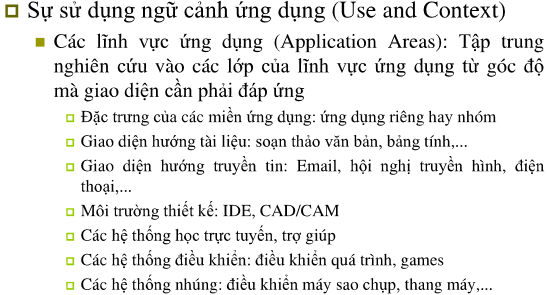 Sự sử dụng ngữ cảnh ứng dụng (Use and Context)
Các lĩnh vực ứng dụng (Application Areas): Tập trung
nghiên cứu vào các lớp của lĩnh vực ứng dụng từ góc độ
mà giao diện cần phải đáp ứng
Đặc trưng của các miền ứng dụng: ứng dụng riêng hay nhóm
Giao diện hướng tài liệu: soạn thảo văn bản, bảng tính,...
Giao diện hướng truyền tin: Email, hội nghị truyền hình, điện
thoại,...
Môi trường thiết kế: IDE, CAD/CAM
Các hệ thống học trực tuyến, trợ giúp
Các hệ thống điều khiển: điều khiển quá trình, games
Các hệ thống nhúng: điều khiển máy sao chụp, thang máy,...